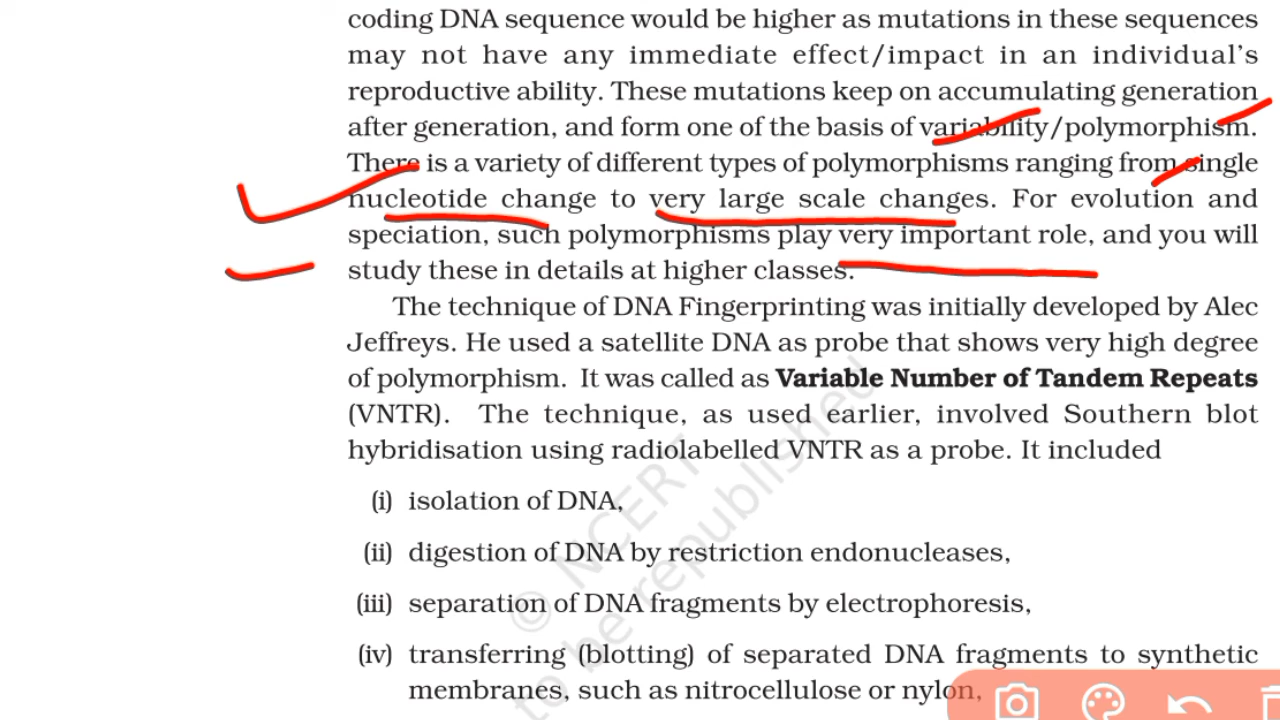 coding DNA sequence would be higher as mutations in these sequences
may not have any immediate effect/impact in an individual's
reproductive ability. These mutations keep on accumulating generation
after generation, and form one of the basis of variability/polymorphism.
There is a variety of different types of polymorphisms ranging from single
nucleotide change to very large scale changes. For evolution and
speciation, such polymorphisms play very important role, and you will
study these in details at higher classes.
The technique of DNA Fingerprinting was initially developed by Alec
Jeffreys. He used a satellite DNA as probe that shows very high degree
of polymorphism. It was called as Variable Number of Tandem Repeats
(VNTR). The technique, as used earlier, involved Southern blot
hybridisation using radiolabelled VNTR as a probe. It included
(i) isolation of DNA,
(ii) digestion of DNA by restriction endonucleases,
(iii) separation of DNA fragments by electrophoresis,
(iv) transferring (blotting) of separated DNA fragments to synthetic
membranes, such as nitrocellulose or nylon,
© NCERT
to be republished